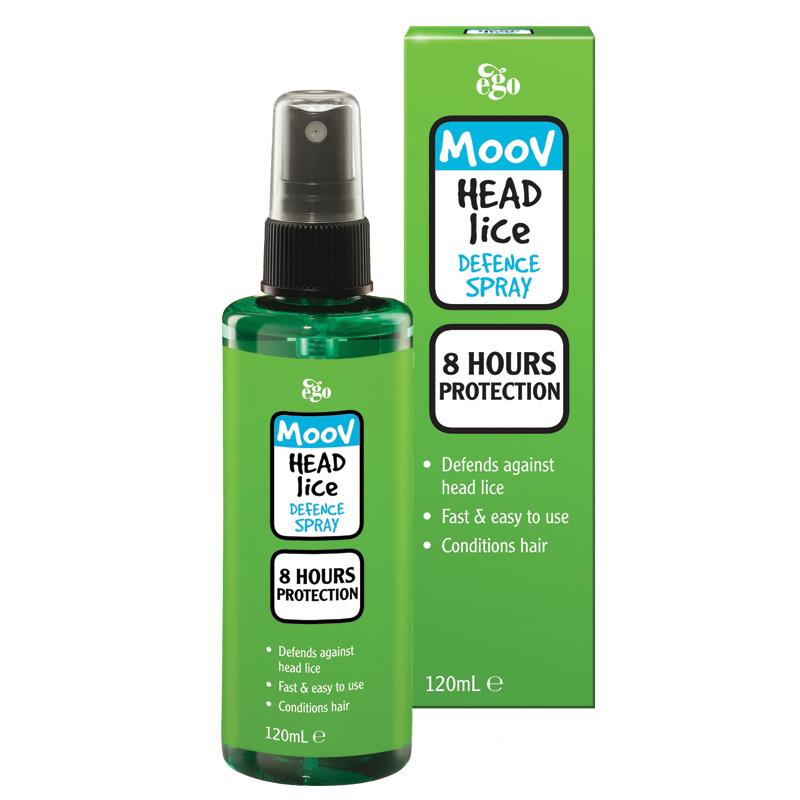 ego
MOOV
HEAD
lice
DEFENCE
SPRAY
8 HOURS
PROTECTION
• Defends against
head lice
• Fast & easy to use
• Conditions hair
120mL ℮
ego
MOOV
HEAD
lice
DEFENCE
SPRAY
8 HOURS
PROTECTION
• Defends against
head lice
• Fast & easy to use
• Conditions hair
120mL ℮